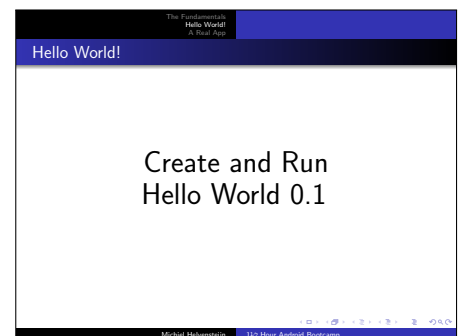 The Fundamentals
Hello World!
A Real App
Hello World!
Create and Run
Hello World 0.1
Michiel Helvensteijn
1½ Hour Android Bootcamp